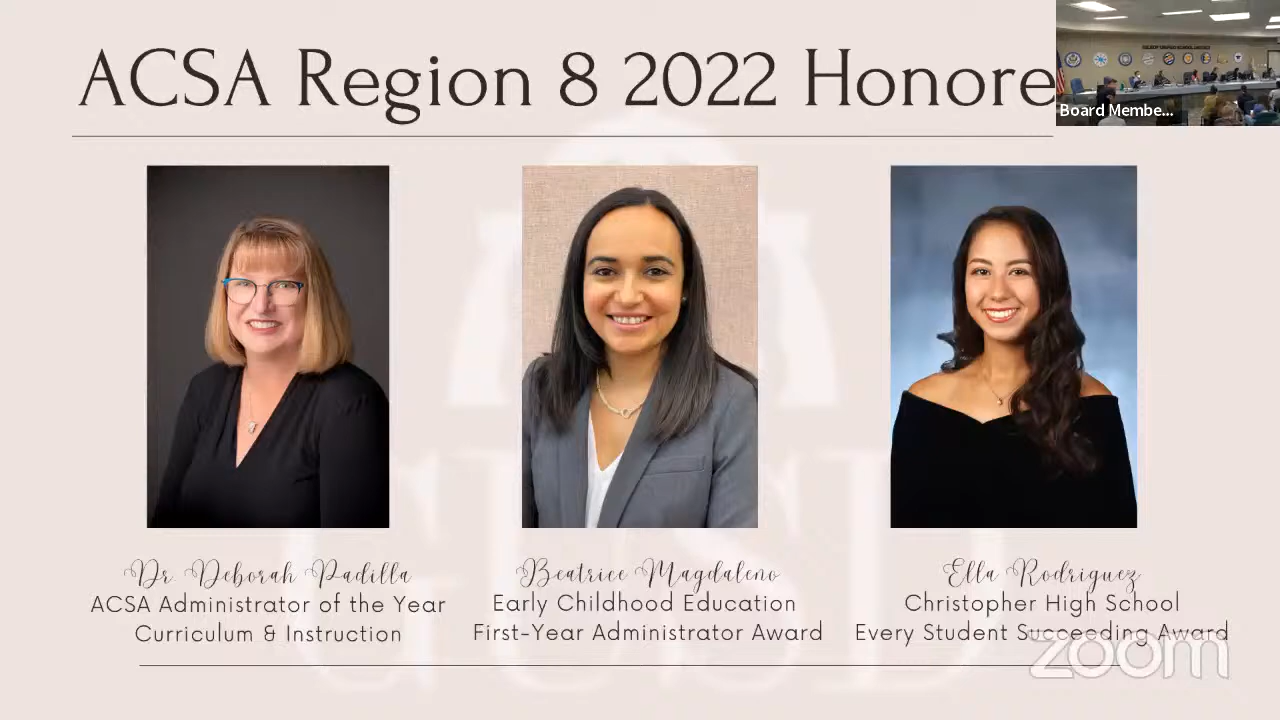 ACSA Region 8 2022 Honore
Board Membe...
Dr. Deborah Padilla
ACSA Administrator of the Year
Curriculum & Instruction
Beatrice Magdaleno
Early Childhood Education
First-Year Administrator Award
Ella Rodriguez
Christopher High School
Every Student Succeeding Award
zoom
GUSD